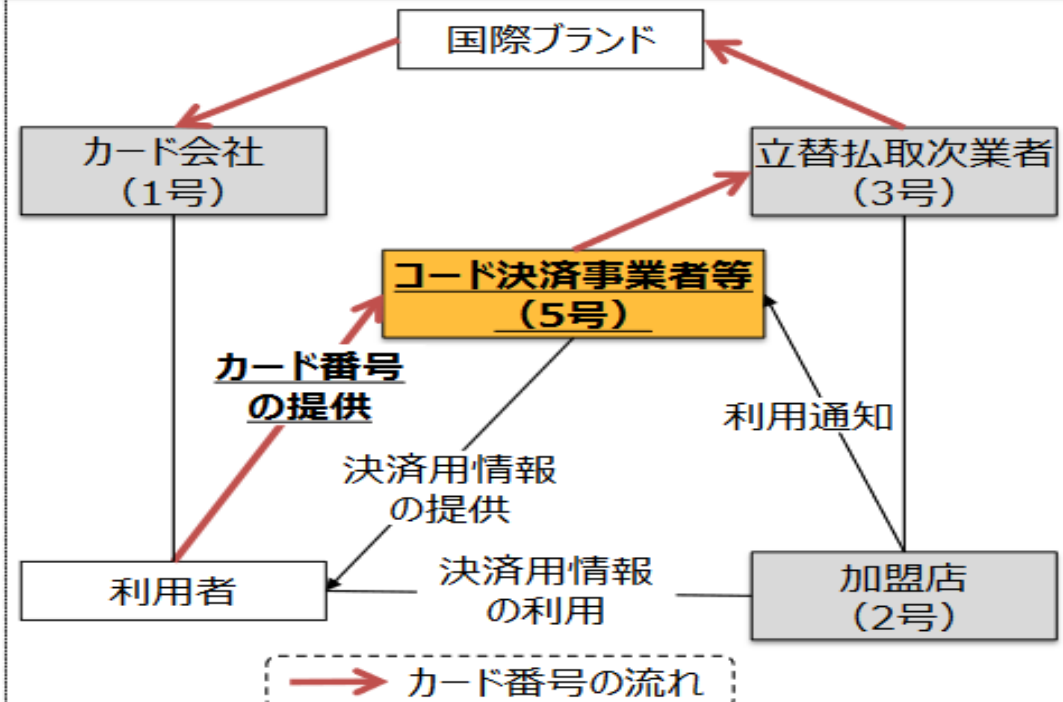 国際ブランド
カード会社
（1号）
立替払取次業者
（3号）
コード決済事業者等
（5号）
カード番号
の提供
利用通知
決済用情報
の提供
利用者
決済用情報
の利用
加盟店
（2号）
カード番号の流れ